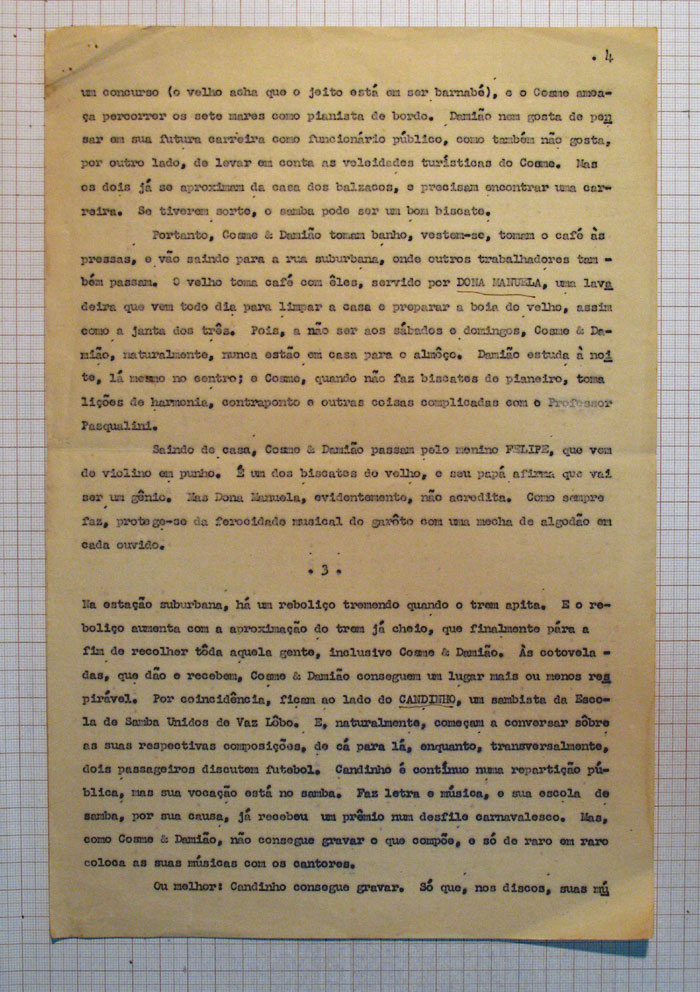 . 4
um concurso (o velho acha que o jeito está em ser barnabé), e o Cosme amea-
ça percorrer os sete mares como pianista de bordo. Damião nem gosta de pen
sar em sua futura carreira como funcionário público, como também não gosta,
por outro lado, de levar em conta as veleidades turísticas do Cosme. Mas
os dois já se aproximam da casa dos balzacos, e precisam encontrar uma car-
reira. Se tiverem sorte, o samba pode ser um bom biscate.
Portanto, Cosme & Damião tomam banho, vestem-se, tomam o café às
pressas, e vão saindo para a rua suburbana, onde outros trabalhadores tam -
bém passam. O velho toma café com êles, servido por DONA MANUELA, uma lava
deira que vem todo dia para limpar a casa e preparar a boia do velho, assim
como a janta dos três. Pois, a não ser aos sábados e domingos, Cosme & Da-
mião, naturalmente, nunca estão em casa para o almôço. Damião estuda à noi
te, lá mesmo no centro; e Cosme, quando não faz biscates de pianeiro, toma
lições de harmonia, contraponto e outras coisas complicadas com o Professor
Pasqualini.
Saindo de casa, Cosme & Damião passam pelo menino FELIPE, que vem
de violino em punho. É um dos biscates do velho, e seu papá afirma que vai
ser um gênio. Mas Dona Manuela, evidentemente, não acredita. Como sempre
faz, protege-se da ferocidade musical do garôto com uma mecha de algodão em
cada ouvido.
. 3 .
Na estação suburbana, há um reboliço tremendo quando o trem apita. E o re-
boliço aumenta com a aproximação do trem já cheio, que finalmente pára a
fim de recolher tôda aquela gente, inclusive Cosme & Damião. Às cotovela -
das, que dão e recebem, Cosme & Damião conseguem um lugar mais ou menos res
pirável. Por coincidência, ficam ao lado do CANDINHO, um sambista da Esco-
la de Samba Unidos de Vaz Lôbo. E, naturalmente, começam a conversar sôbre
as suas respectivas composições, de cá para lá, enquanto, transversalmente,
dois passageiros discutem futebol. Candinho é contínuo numa repartição pú-
blica, mas sua vocação está no samba. Faz letra e música, e sua escola de
samba, por sua causa, já recebeu um prêmio num desfile carnavalesco. Mas,
como Cosme & Damião, não consegue gravar o que compõe, e só de raro em raro
coloca as suas músicas com os cantores.
Ou melhor: Candinho consegue gravar. Só que, nos discos, suas mú